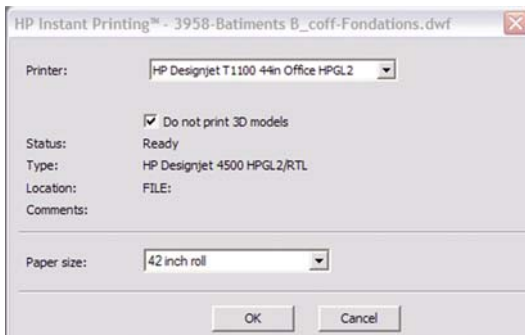 HP Instant Printing™ - 3958-Batiments B_coff-Fondations.dwf
Printer: HP Designjet T1100 44in Office HPGL2
Do not print 3D models
Status: Ready
Type: HP Designjet 4500 HPGL2/RTL
Location: FILE:
Comments:
Paper size: 42 inch roll
OK Cancel